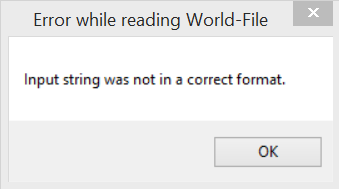 Error while reading World-File
Input string was not in a correct format.
OK